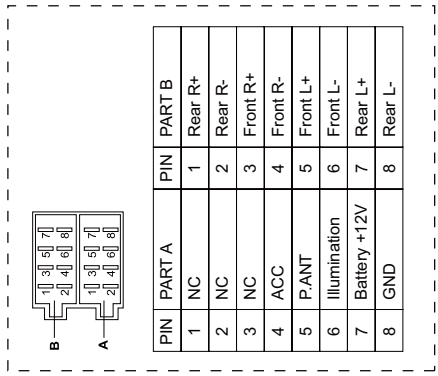 1 3 5 7
B
2 4 6 8
1 3 5 7
A
2 4 6 8
PIN PART A PIN PART B
1 NC 1 Rear R+
2 NC 2 Rear R-
3 NC 3 Front R+
4 ACC 4 Front R-
5 P.ANT 5 Front L+
6 Illumination 6 Front L-
7 Battery +12V 7 Rear L+
8 GND 8 Rear L-